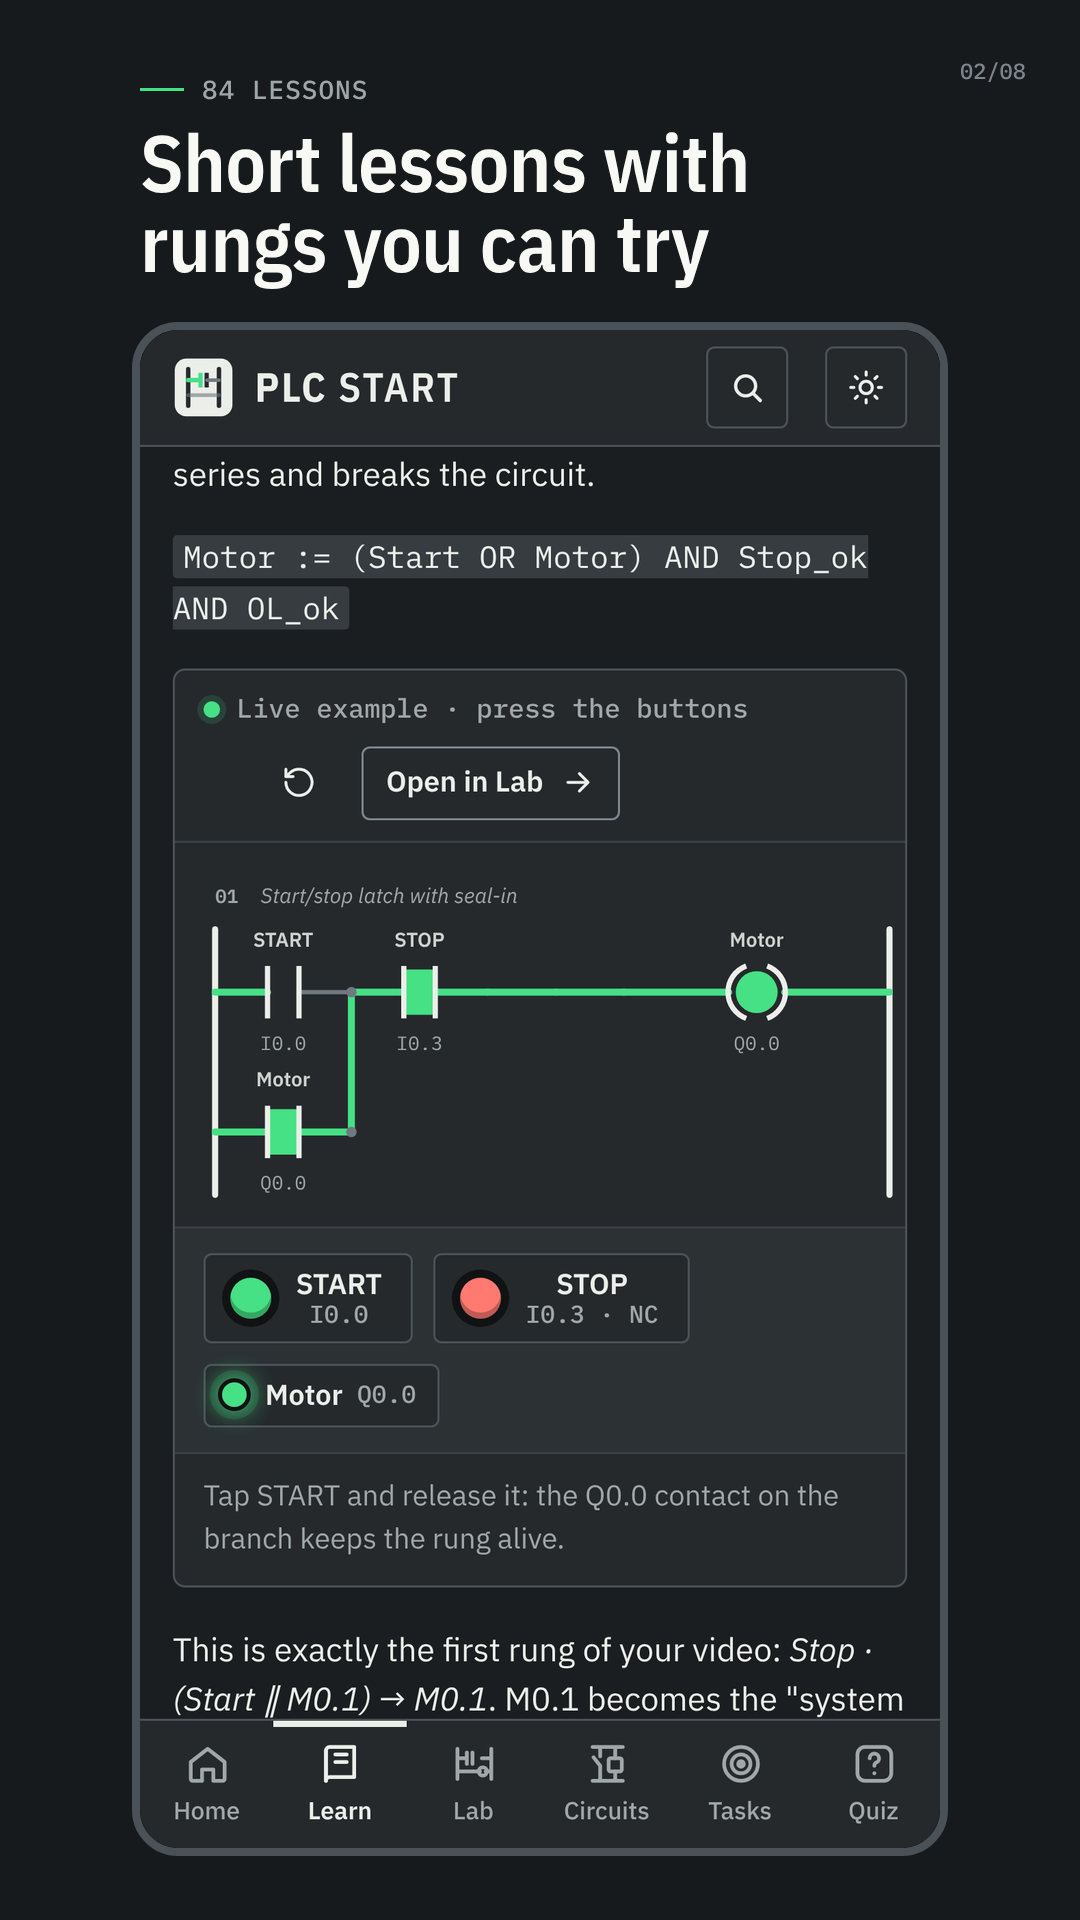 84 LESSONS
02/08
Short lessons with
rungs you can try
PLC START
series and breaks the circuit.
Motor := (Start OR Motor) AND Stop_ok
AND OL_ok
Live example · press the buttons
Open in Lab →
01 Start/stop latch with seal-in
START STOP Motor
I0.0 I0.3 Q0.0
Motor
Q0.0
START STOP
I0.0 I0.3 · NC
Motor Q0.0
Tap START and release it: the Q0.0 contact on the
branch keeps the rung alive.
This is exactly the first rung of your video: Stop ·
(Start ∥ M0.1) → M0.1. M0.1 becomes the "system
Home Learn Lab Circuits Tasks Quiz